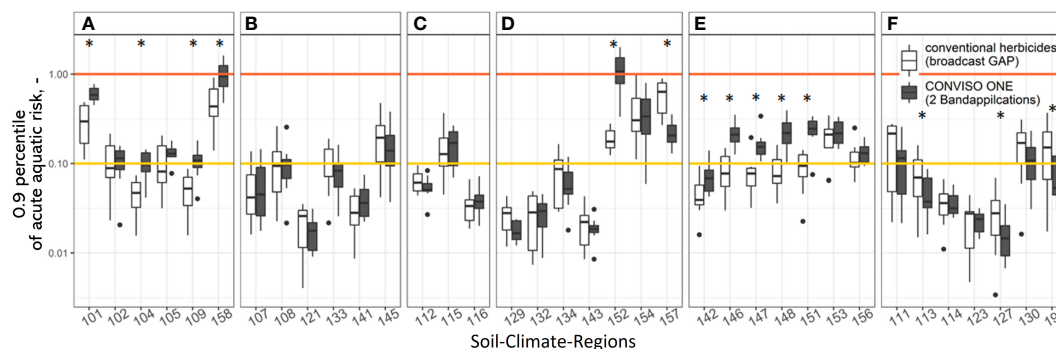 A B C D E F
* * * * * * * * * * * * * * *
conventional herbicides
(broadcast GAP)
CONVISO ONE
(2 Bandappilcations)
0.9 percentile
of acute aquatic risk, -
1.00
0.10
0.01
101 102 104 105 109 158 107 108 121 133 141 145 112 115 116 129 132 134 143 152 154 157 142 146 147 148 151 153 156 111 113 114 123 127 130
Soil-Climate-Regions